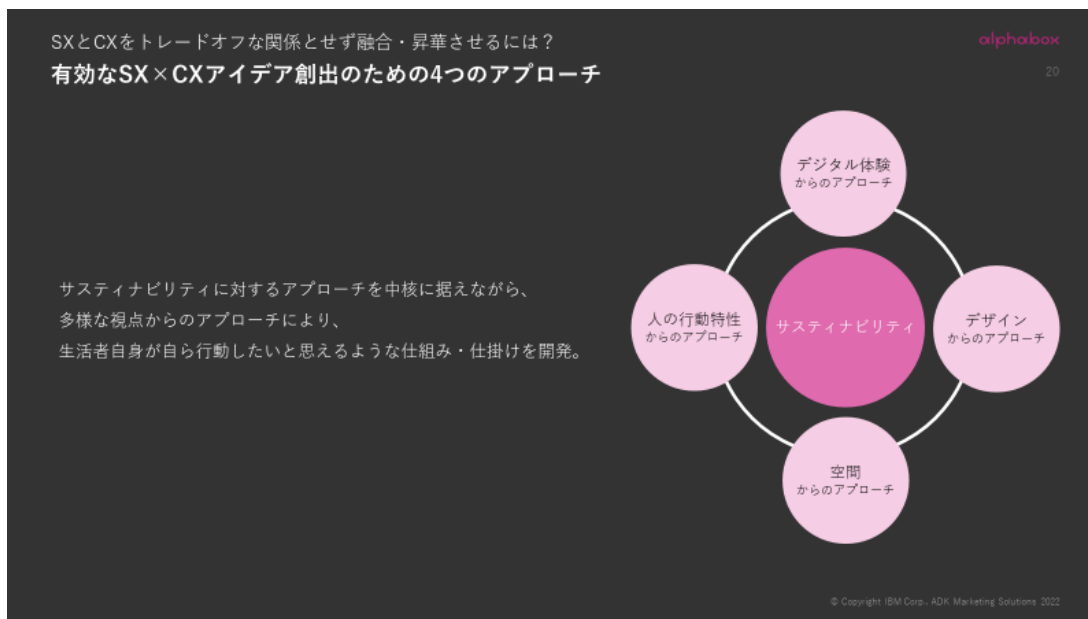 SXとCXをトレードオフな関係とせず融合・昇華させるには？
有効なSX×CXアイデア創出のための4つのアプローチ
alphabox
20
サスティナビリティに対するアプローチを中核に据えながら、
多様な視点からのアプローチにより、
生活者自身が自ら行動したいと思えるような仕組み・仕掛けを開発。
デジタル体験
からのアプローチ
人の行動特性
からのアプローチ
サスティナビリティ
デザイン
からのアプローチ
空間
からのアプローチ
© Copyright IBM Corp., ADK Marketing Solutions 2022